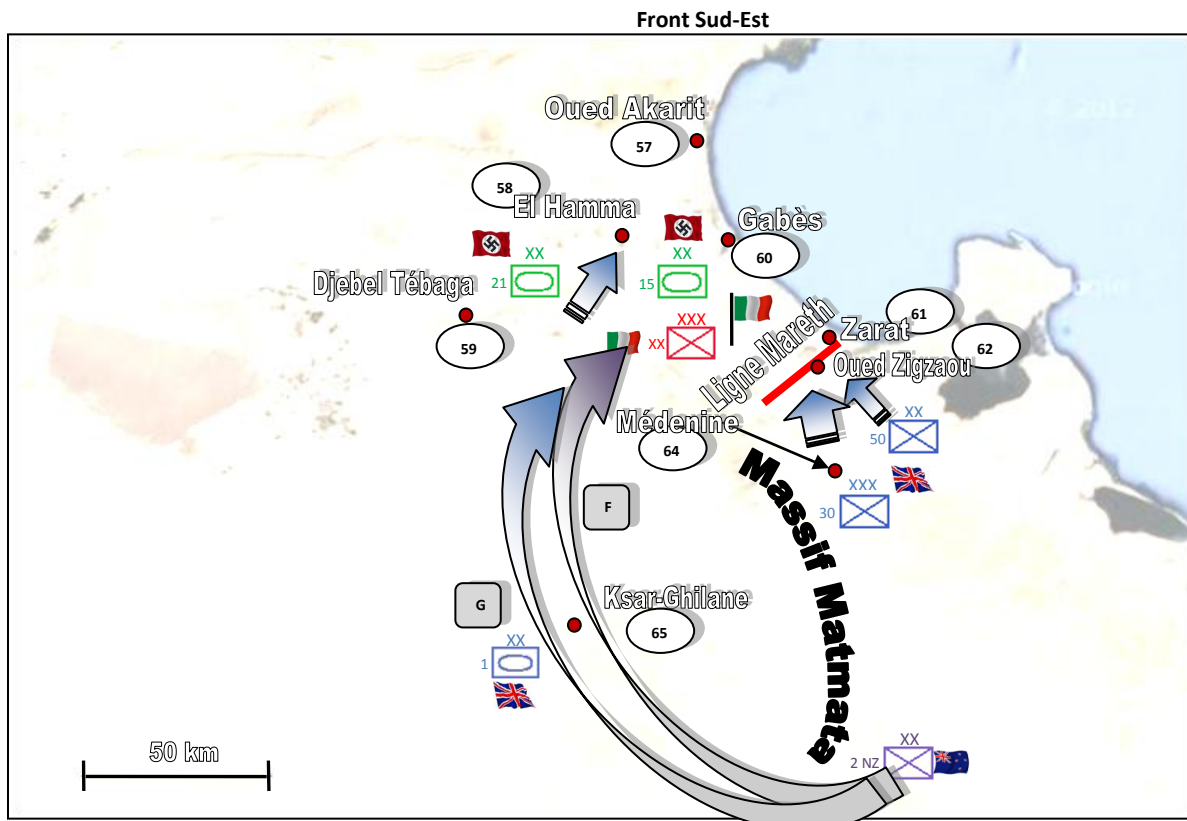 Front Sud-Est
Oued Akarit
57
58
El Hamma
Gabès
60
XX
21
XX
15
Djebel Tébaga
59
XXX
XX
Ligne Mareth
61
Zarat
62
Oued Zigzaou
Médenine
64
XX
50
XXX
30
Massif Matmata
F
G
Ksar-Ghilane
65
XX
1
50 km
XX
2 NZ